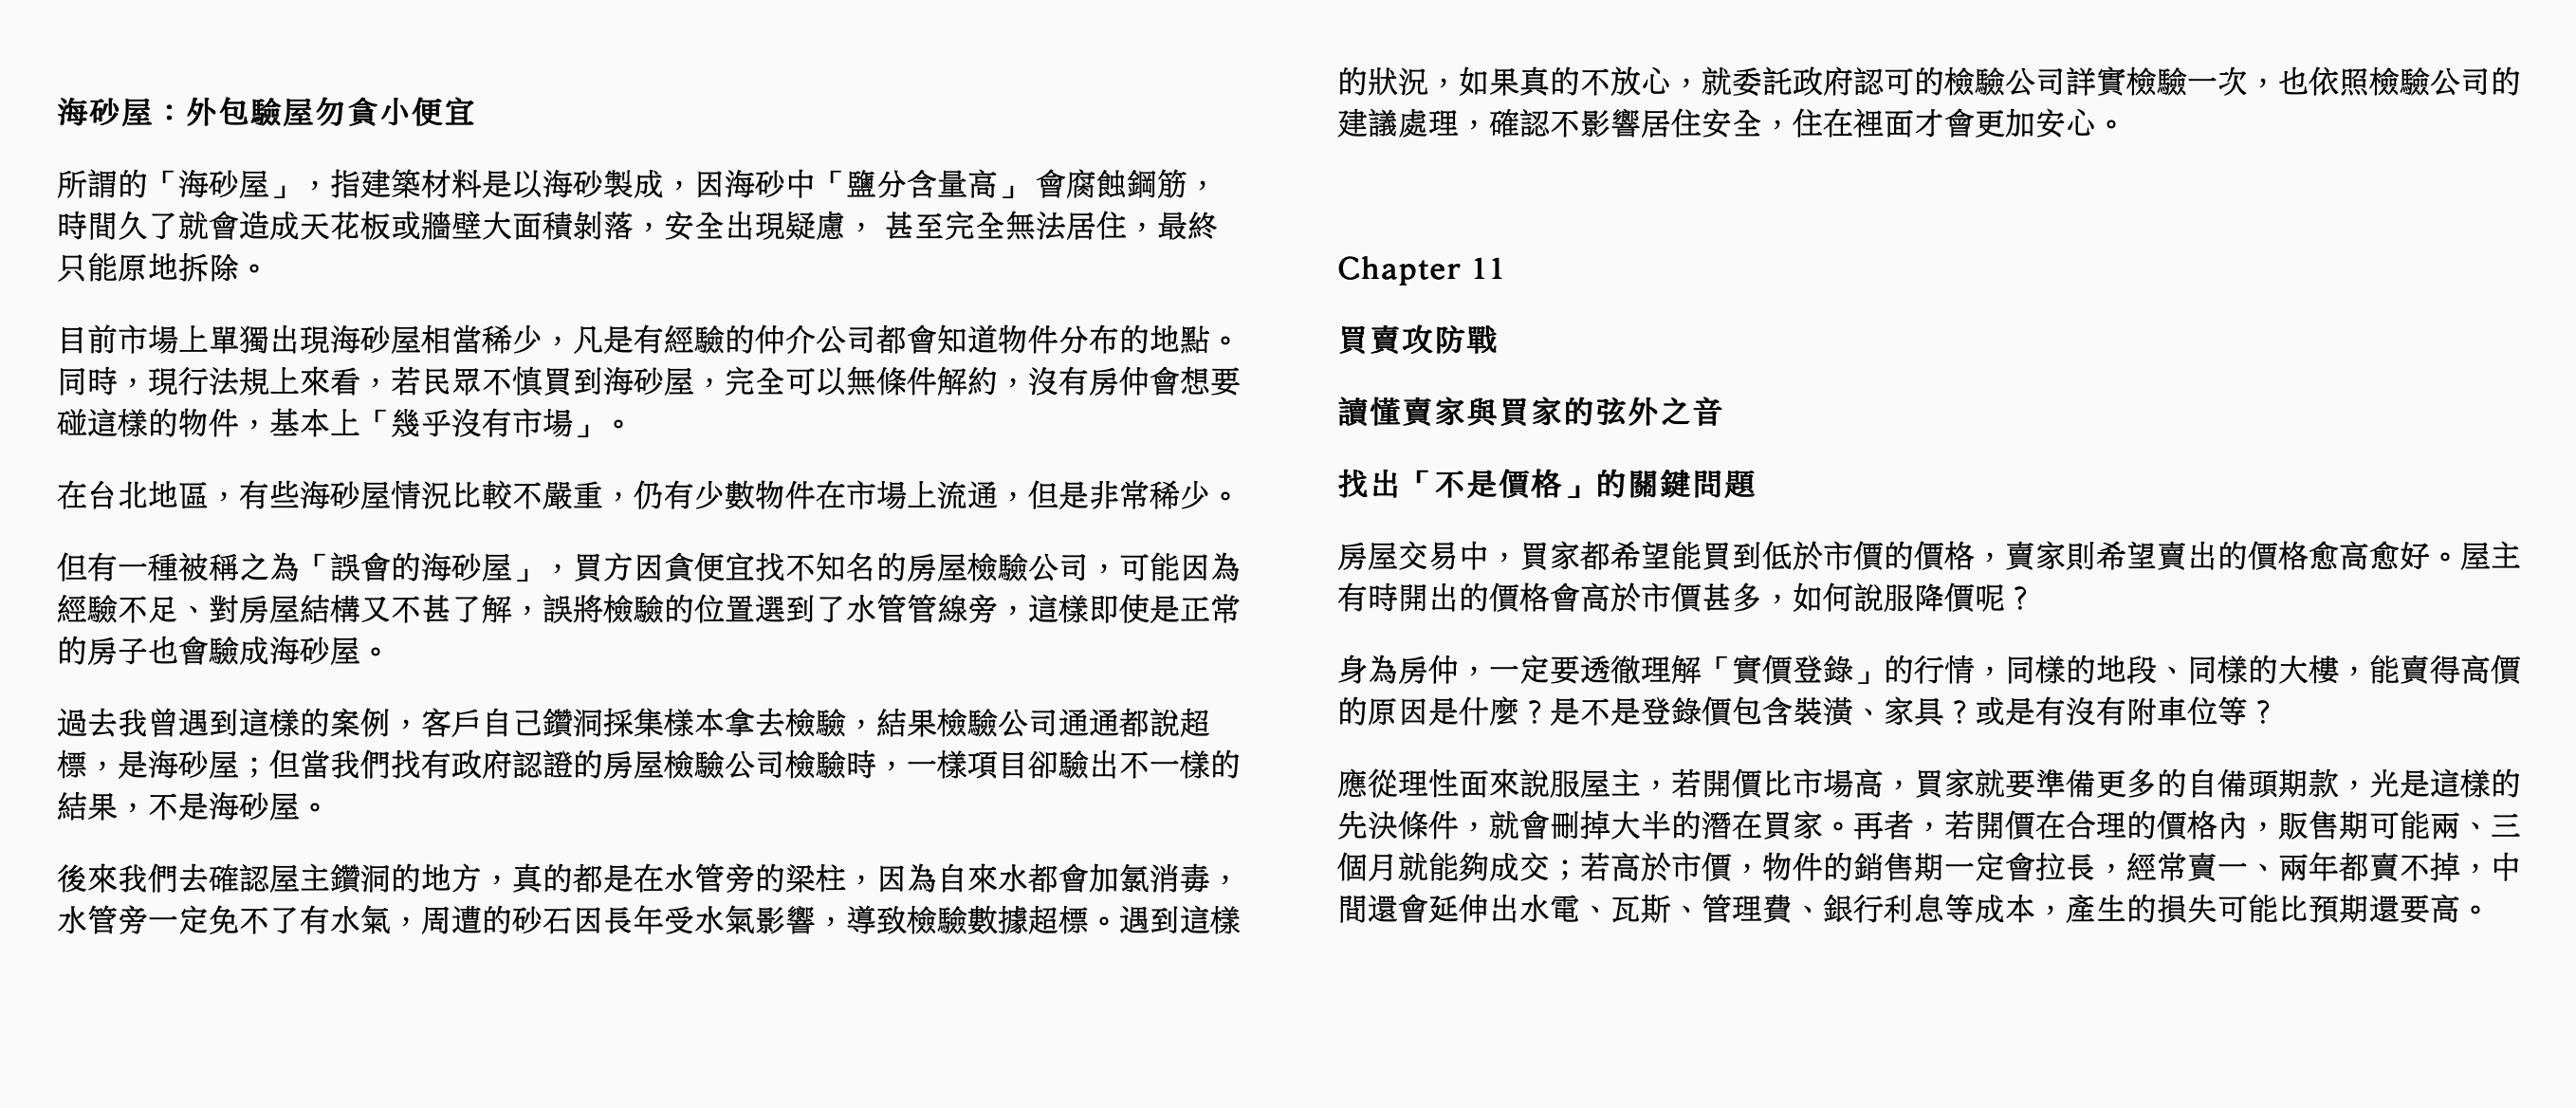 海砂屋：外包驗屋勿貪小便宜
所謂的「海砂屋」，指建築材料是以海砂製成，因海砂中「鹽分含量高」 會腐蝕鋼筋，
時間久了就會造成天花板或牆壁大面積剝落，安全出現疑慮， 甚至完全無法居住，最終
只能原地拆除。
目前市場上單獨出現海砂屋相當稀少，凡是有經驗的仲介公司都會知道物件分布的地點。
同時，現行法規上來看，若民眾不慎買到海砂屋，完全可以無條件解約，沒有房仲會想要
碰這樣的物件，基本上「幾乎沒有市場」。
在台北地區，有些海砂屋情況比較不嚴重，仍有少數物件在市場上流通，但是非常稀少。
但有一種被稱之為「誤會的海砂屋」，買方因貪便宜找不知名的房屋檢驗公司，可能因為
經驗不足、對房屋結構又不甚了解，誤將檢驗的位置選到了水管管線旁，這樣即使是正常
的房子也會驗成海砂屋。
過去我曾遇到這樣的案例，客戶自己鑽洞採集樣本拿去檢驗，結果檢驗公司通通都說超
標，是海砂屋；但當我們找有政府認證的房屋檢驗公司檢驗時，一樣項目卻驗出不一樣的
結果，不是海砂屋。
後來我們去確認屋主鑽洞的地方，真的都是在水管旁的梁柱，因為自來水都會加氯消毒，
水管旁一定免不了有水氣，周遭的砂石因長年受水氣影響，導致檢驗數據超標。遇到這樣
的狀況，如果真的不放心，就委託政府認可的檢驗公司詳實檢驗一次，也依照檢驗公司的
建議處理，確認不影響居住安全，住在裡面才會更加安心。
Chapter 11
買賣攻防戰
讀懂賣家與買家的弦外之音
找出「不是價格」的關鍵問題
房屋交易中，買家都希望能買到低於市價的價格，賣家則希望賣出的價格愈高愈好。屋主
有時開出的價格會高於市價甚多，如何說服降價呢？
身為房仲，一定要透徹理解「實價登錄」的行情，同樣的地段、同樣的大樓，能賣得高價
的原因是什麼？是不是登錄價包含裝潢、家具？或是有沒有附車位等？
應從理性面來說服屋主，若開價比市場高，買家就要準備更多的自備頭期款，光是這樣的
先決條件，就會刪掉大半的潛在買家。再者，若開價在合理的價格內，販售期可能兩、三
個月就能夠成交；若高於市價，物件的銷售期一定會拉長，經常賣一、兩年都賣不掉，中
間還會延伸出水電、瓦斯、管理費、銀行利息等成本，產生的損失可能比預期還要高。